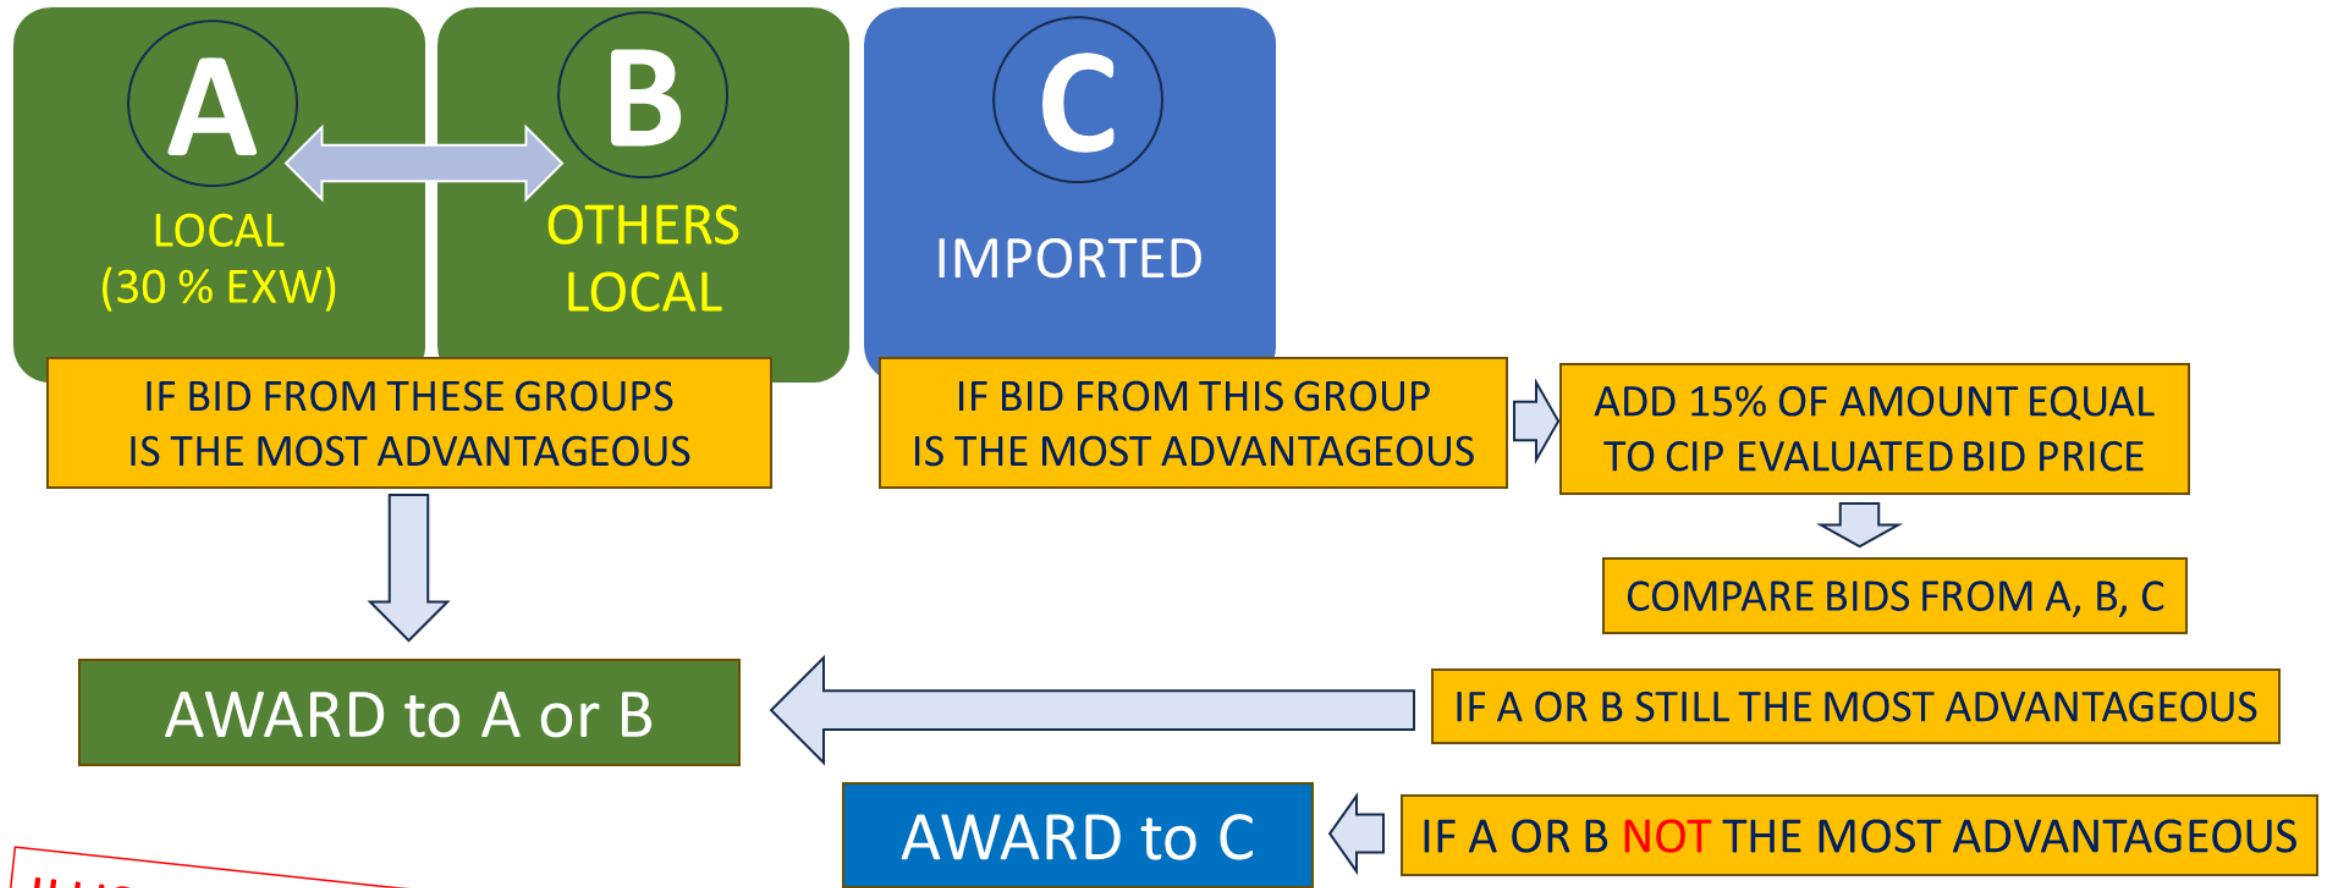 A
LOCAL
(30 % EXW)
B
OTHERS
LOCAL
C
IMPORTED
IF BID FROM THESE GROUPS
IS THE MOST ADVANTAGEOUS
IF BID FROM THIS GROUP
IS THE MOST ADVANTAGEOUS
ADD 15% OF AMOUNT EQUAL
TO CIP EVALUATED BID PRICE
COMPARE BIDS FROM A, B, C
AWARD to A or B
IF A OR B STILL THE MOST ADVANTAGEOUS
AWARD to C
IF A OR B NOT THE MOST ADVANTAGEOUS